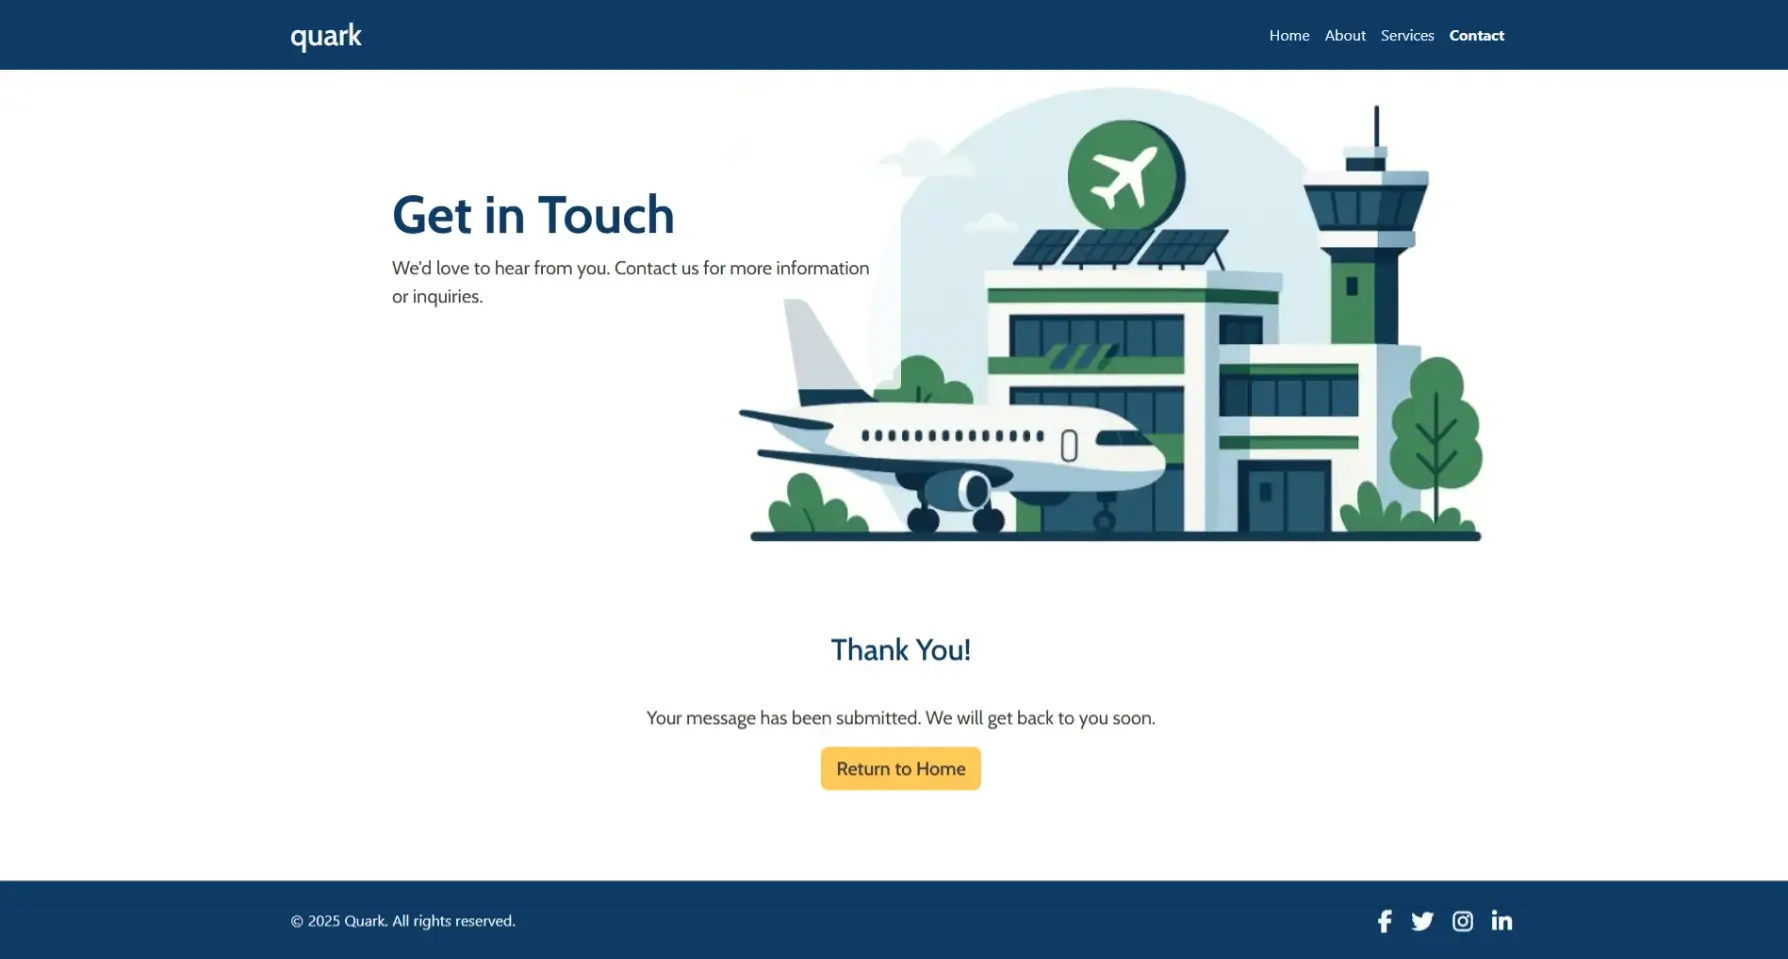 quark
Home About Services Contact
Get in Touch
We'd love to hear from you. Contact us for more information
or inquiries.
Thank You!
Your message has been submitted. We will get back to you soon.
Return to Home
© 2025 Quark. All rights reserved.